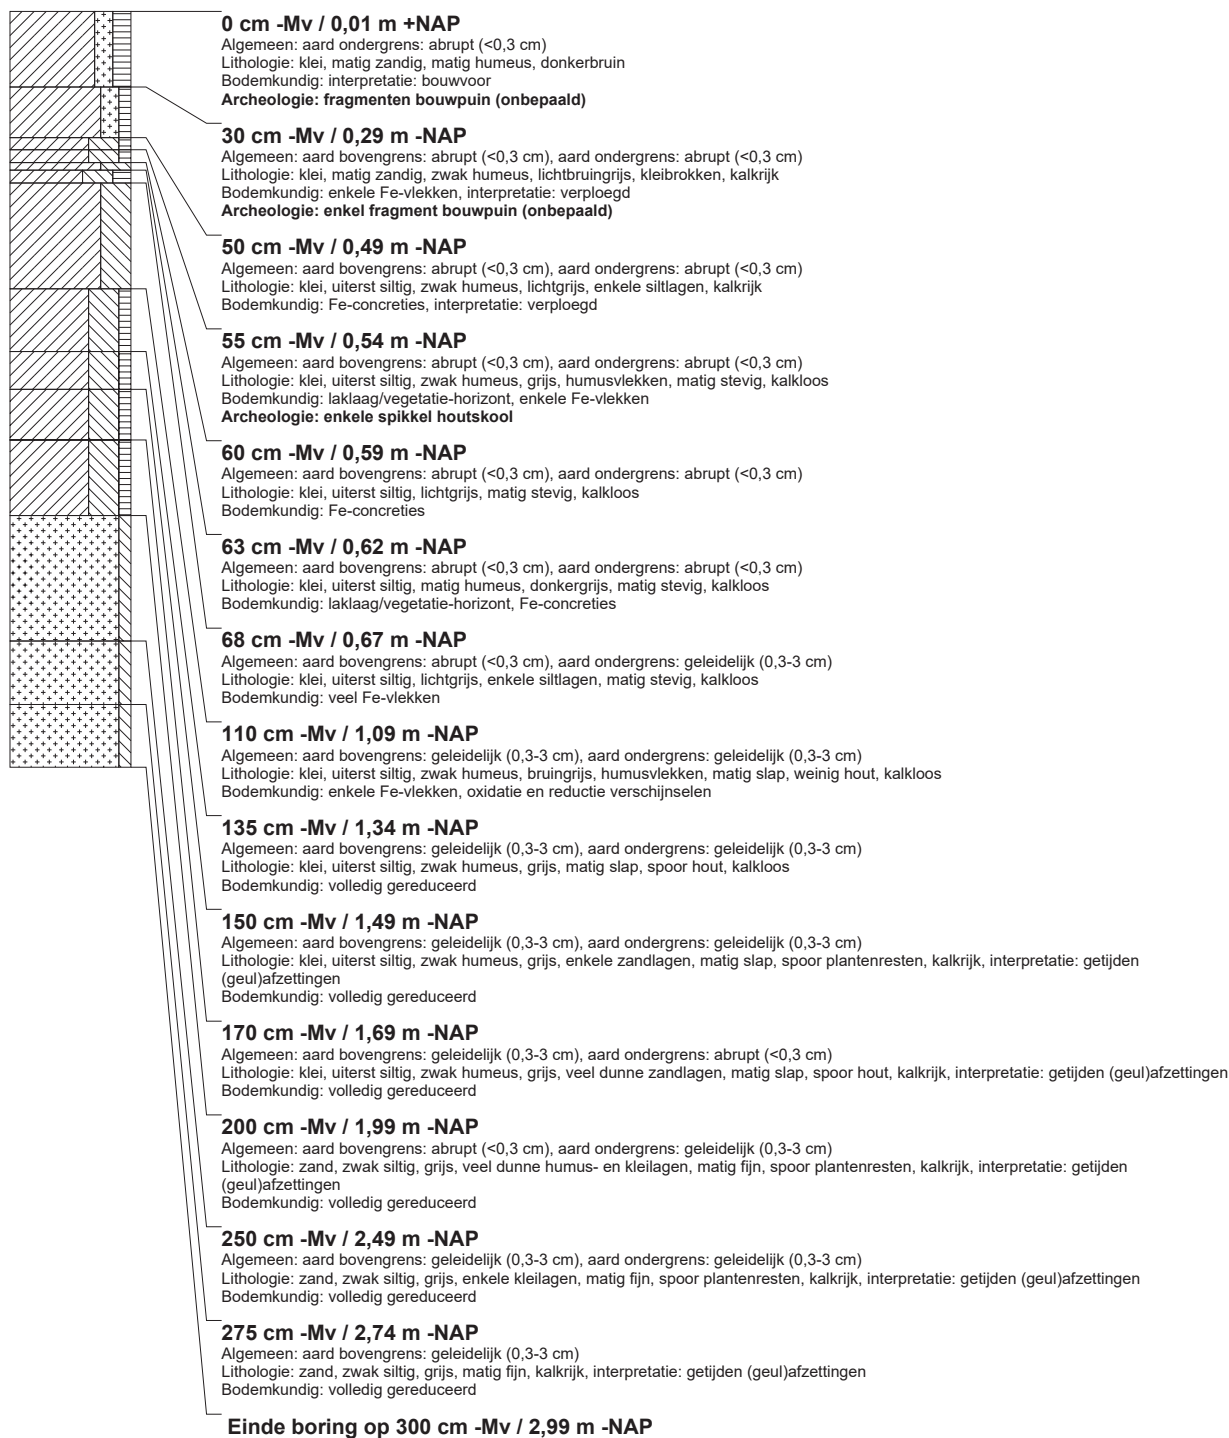 0 cm -Mv / 0,01 m +NAP
Algemeen: aard ondergrens: abrupt (<0,3 cm)
Lithologie: klei, matig zandig, matig humeus, donkerbruin
Bodemkundig: interpretatie: bouwvoor
Archeologie: fragmenten bouwpuin (onbepaald)
30 cm -Mv / 0,29 m -NAP
Algemeen: aard bovengrens: abrupt (<0,3 cm), aard ondergrens: abrupt (<0,3 cm)
Lithologie: klei, matig zandig, zwak humeus, lichtbruingrijs, kleibrokken, kalkrijk
Bodemkundig: enkele Fe-vlekken, interpretatie: verploegd
Archeologie: enkel fragment bouwpuin (onbepaald)
50 cm -Mv / 0,49 m -NAP
Algemeen: aard bovengrens: abrupt (<0,3 cm), aard ondergrens: abrupt (<0,3 cm)
Lithologie: klei, uiterst siltig, zwak humeus, lichtgrijs, enkele siltlagen, kalkrijk
Bodemkundig: Fe-concreties, interpretatie: verploegd
55 cm -Mv / 0,54 m -NAP
Algemeen: aard bovengrens: abrupt (<0,3 cm), aard ondergrens: abrupt (<0,3 cm)
Lithologie: klei, uiterst siltig, zwak humeus, grijs, humusvlekken, matig stevig, kalkloos
Bodemkundig: laklaag/vegetatie-horizont, enkele Fe-vlekken
Archeologie: enkele spikkel houtskool
60 cm -Mv / 0,59 m -NAP
Algemeen: aard bovengrens: abrupt (<0,3 cm), aard ondergrens: abrupt (<0,3 cm)
Lithologie: klei, uiterst siltig, lichtgrijs, matig stevig, kalkloos
Bodemkundig: Fe-concreties
63 cm -Mv / 0,62 m -NAP
Algemeen: aard bovengrens: abrupt (<0,3 cm), aard ondergrens: abrupt (<0,3 cm)
Lithologie: klei, uiterst siltig, matig humeus, donkergrijs, matig stevig, kalkloos
Bodemkundig: laklaag/vegetatie-horizont, Fe-concreties
68 cm -Mv / 0,67 m -NAP
Algemeen: aard bovengrens: abrupt (<0,3 cm), aard ondergrens: geleidelijk (0,3-3 cm)
Lithologie: klei, uiterst siltig, lichtgrijs, enkele siltlagen, matig stevig, kalkloos
Bodemkundig: veel Fe-vlekken
110 cm -Mv / 1,09 m -NAP
Algemeen: aard bovengrens: geleidelijk (0,3-3 cm), aard ondergrens: geleidelijk (0,3-3 cm)
Lithologie: klei, uiterst siltig, zwak humeus, bruingrijs, humusvlekken, matig slap, weinig hout, kalkloos
Bodemkundig: enkele Fe-vlekken, oxidatie en reductie verschijnselen
135 cm -Mv / 1,34 m -NAP
Algemeen: aard bovengrens: geleidelijk (0,3-3 cm), aard ondergrens: geleidelijk (0,3-3 cm)
Lithologie: klei, uiterst siltig, zwak humeus, grijs, matig slap, spoor hout, kalkloos
Bodemkundig: volledig gereduceerd
150 cm -Mv / 1,49 m -NAP
Algemeen: aard bovengrens: geleidelijk (0,3-3 cm), aard ondergrens: geleidelijk (0,3-3 cm)
Lithologie: klei, uiterst siltig, zwak humeus, grijs, enkele zandlagen, matig slap, spoor plantenresten, kalkrijk, interpretatie: getijden
(geul)afzettingen
Bodemkundig: volledig gereduceerd
170 cm -Mv / 1,69 m -NAP
Algemeen: aard bovengrens: geleidelijk (0,3-3 cm), aard ondergrens: abrupt (<0,3 cm)
Lithologie: klei, uiterst siltig, zwak humeus, grijs, veel dunne zandlagen, matig slap, spoor hout, kalkrijk, interpretatie: getijden (geul)afzettingen
Bodemkundig: volledig gereduceerd
200 cm -Mv / 1,99 m -NAP
Algemeen: aard bovengrens: abrupt (<0,3 cm), aard ondergrens: geleidelijk (0,3-3 cm)
Lithologie: zand, zwak siltig, grijs, veel dunne humus- en kleilagen, matig fijn, spoor plantenresten, kalkrijk, interpretatie: getijden
(geul)afzettingen
Bodemkundig: volledig gereduceerd
250 cm -Mv / 2,49 m -NAP
Algemeen: aard bovengrens: geleidelijk (0,3-3 cm), aard ondergrens: geleidelijk (0,3-3 cm)
Lithologie: zand, zwak siltig, grijs, enkele kleilagen, matig fijn, spoor plantenresten, kalkrijk, interpretatie: getijden (geul)afzettingen
Bodemkundig: volledig gereduceerd
275 cm -Mv / 2,74 m -NAP
Algemeen: aard bovengrens: geleidelijk (0,3-3 cm)
Lithologie: zand, zwak siltig, grijs, matig fijn, kalkrijk, interpretatie: getijden (geul)afzettingen
Bodemkundig: volledig gereduceerd
Einde boring op 300 cm -Mv / 2,99 m -NAP